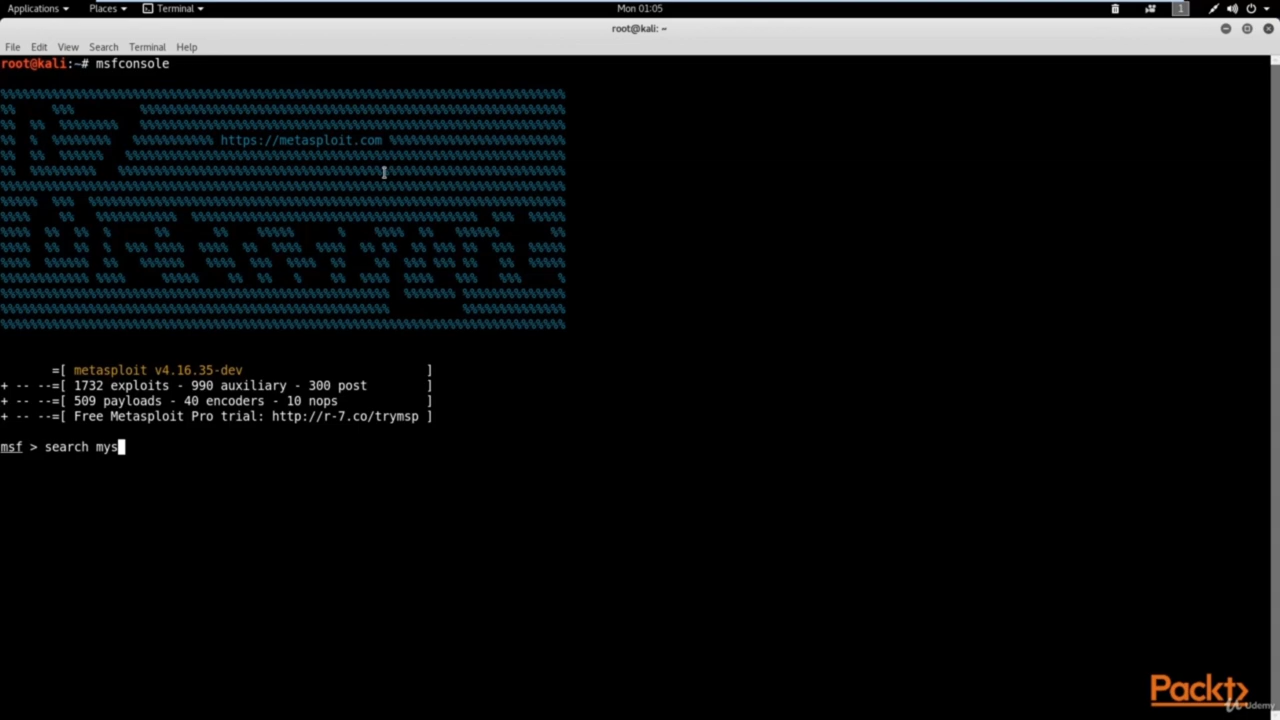 Applications Places Terminal Mon 01:05 1
root@kali: ~
File Edit View Search Terminal Help
root@kali:~# msfconsole
https://metasploit.com
=[ metasploit v4.16.35-dev ]
+ -- --=[ 1732 exploits - 990 auxiliary - 300 post ]
+ -- --=[ 509 payloads - 40 encoders - 10 nops ]
+ -- --=[ Free Metasploit Pro trial: http://r-7.co/trymsp ]
msf > search mys
Packt>
Udemy